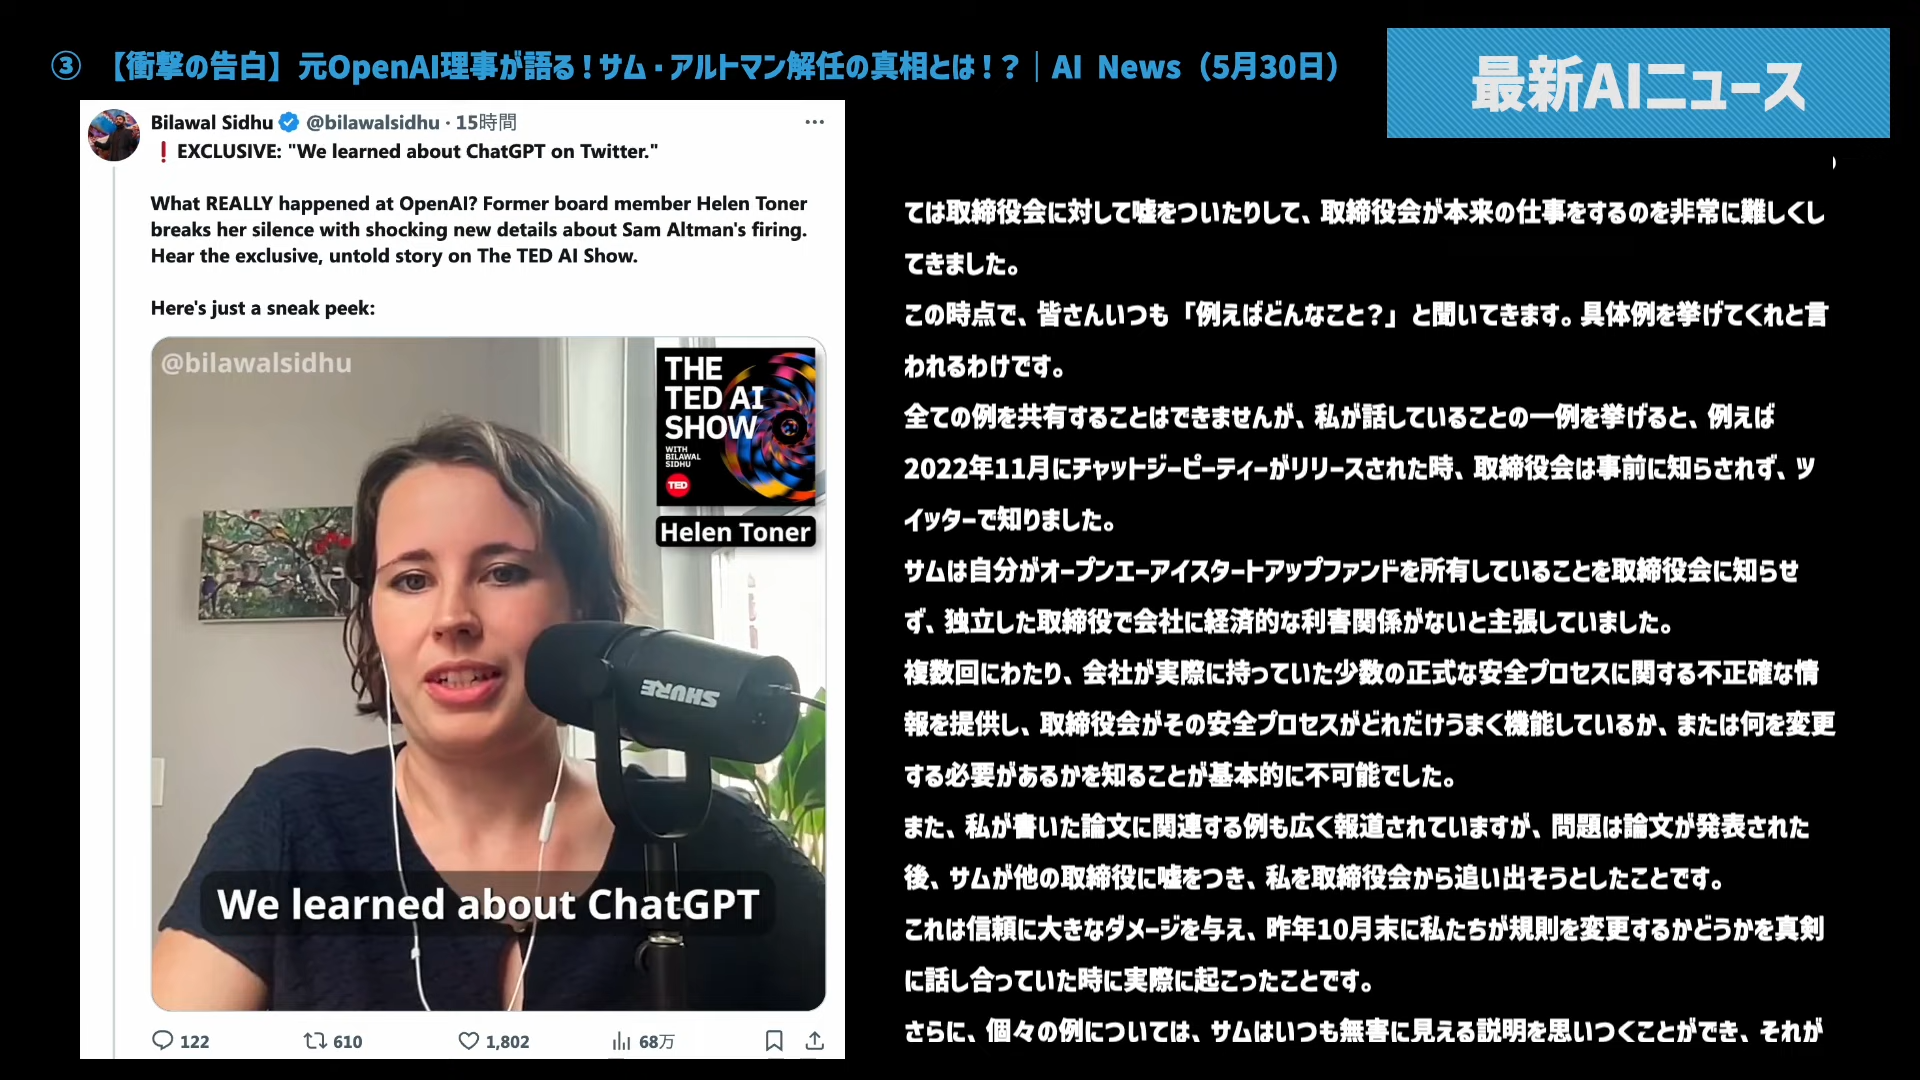 ③ 【衝撃の告白】元OpenAI理事が語る！サム・アルトマン解任の真相とは！？｜AI News（5月30日）
最新AIニュース
Bilawal Sidhu @bilawalsidhu · 15時間
❗EXCLUSIVE: "We learned about ChatGPT on Twitter."
What REALLY happened at OpenAI? Former board member Helen Toner
breaks her silence with shocking new details about Sam Altman's firing.
Hear the exclusive, untold story on The TED AI Show.
Here's just a sneak peek:
@bilawalsidhu
THE
TED AI
SHOW
WITH
BILAWAL
SIDHU
TED
Helen Toner
SHURE
We learned about ChatGPT
122 610 1,802 68万
ては取締役会に対して嘘をついたりして、取締役会が本来の仕事をするのを非常に難しくし
てきました。
この時点で、皆さんいつも「例えばどんなこと？」と聞いてきます。具体例を挙げてくれと言
われるわけです。
全ての例を共有することはできませんが、私が話していることの一例を挙げると、例えば
2022年11月にチャットジーピーティーがリリースされた時、取締役会は事前に知らされず、ツ
イッターで知りました。
サムは自分がオープンエーアイスタートアップファンドを所有していることを取締役会に知らせ
ず、独立した取締役で会社に経済的な利害関係がないと主張していました。
複数回にわたり、会社が実際に持っていた少数の正式な安全プロセスに関する不正確な情
報を提供し、取締役会がその安全プロセスがどれだけうまく機能しているか、または何を変更
する必要があるかを知ることが基本的に不可能でした。
また、私が書いた論文に関連する例も広く報道されていますが、問題は論文が発表された
後、サムが他の取締役に嘘をつき、私を取締役会から追い出そうとしたことです。
これは信頼に大きなダメージを与え、昨年10月末に私たちが規則を変更するかどうかを真剣
に話し合っていた時に実際に起こったことです。
さらに、個々の例については、サムはいつも無害に見える説明を思いつくことができ、それが